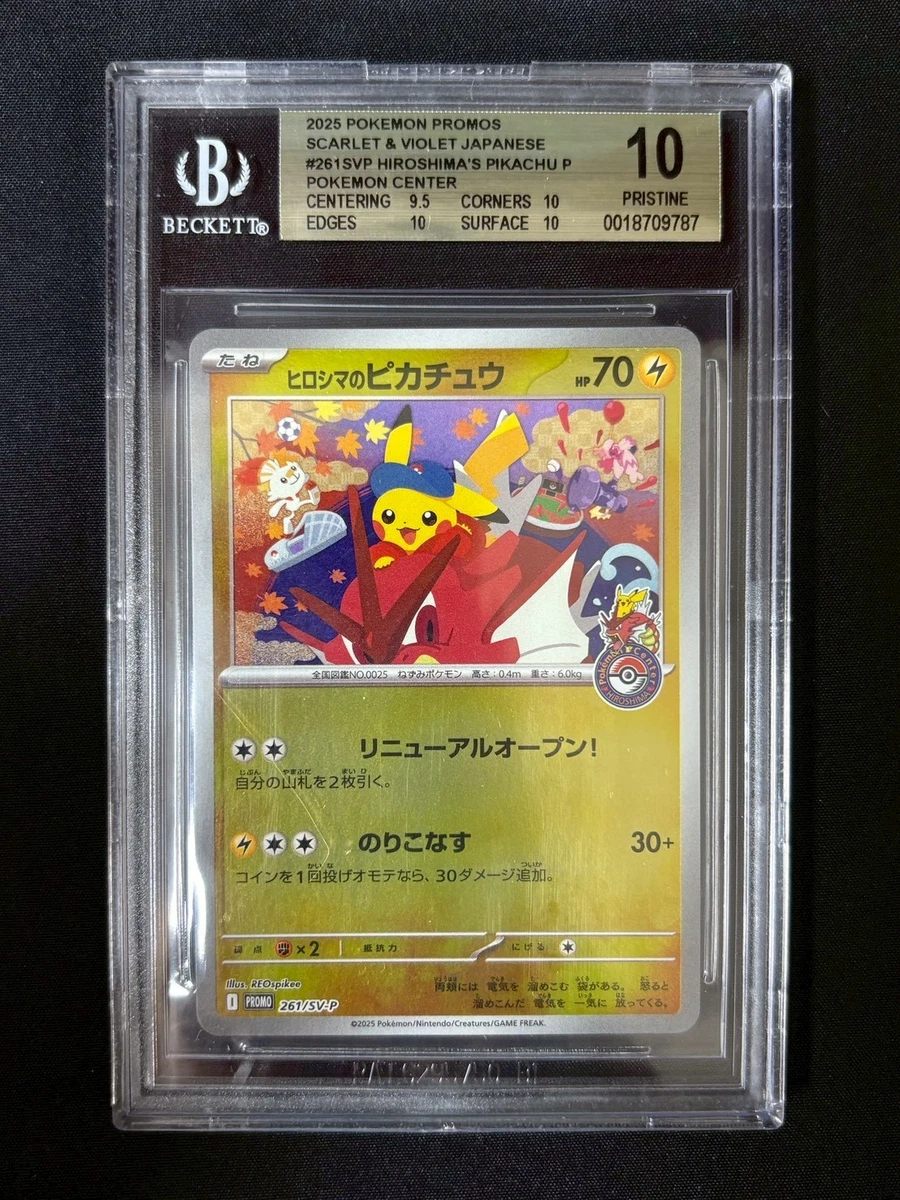 2025 POKEMON PROMOS
SCARLET & VIOLET JAPANESE
#261SVP HIROSHIMA'S PIKACHU P
POKEMON CENTER
CENTERING 9.5 CORNERS 10
EDGES 10 SURFACE 10
10
PRISTINE
0018709787
B
BECKETT®
たね
ヒロシマのピカチュウ
HP70
全国図鑑NO.0025 ねずみポケモン 高さ:0.4m 重さ:6.0kg
Pokémon Center
HIROSHIMA
リニューアルオープン!
自分の山札を2枚引く。
のりこなす 30+
コインを1回投げオモテなら、30ダメージ追加。
弱点 ×2 抵抗力 にげる
Illus. REOspikee
I PROMO 261/SV-P
両頬には 電気を 溜めこむ 袋がある。 怒ると
溜めこんだ 電気を 一気に 放ってくる。
©2025 Pokémon/Nintendo/Creatures/GAME FREAK.